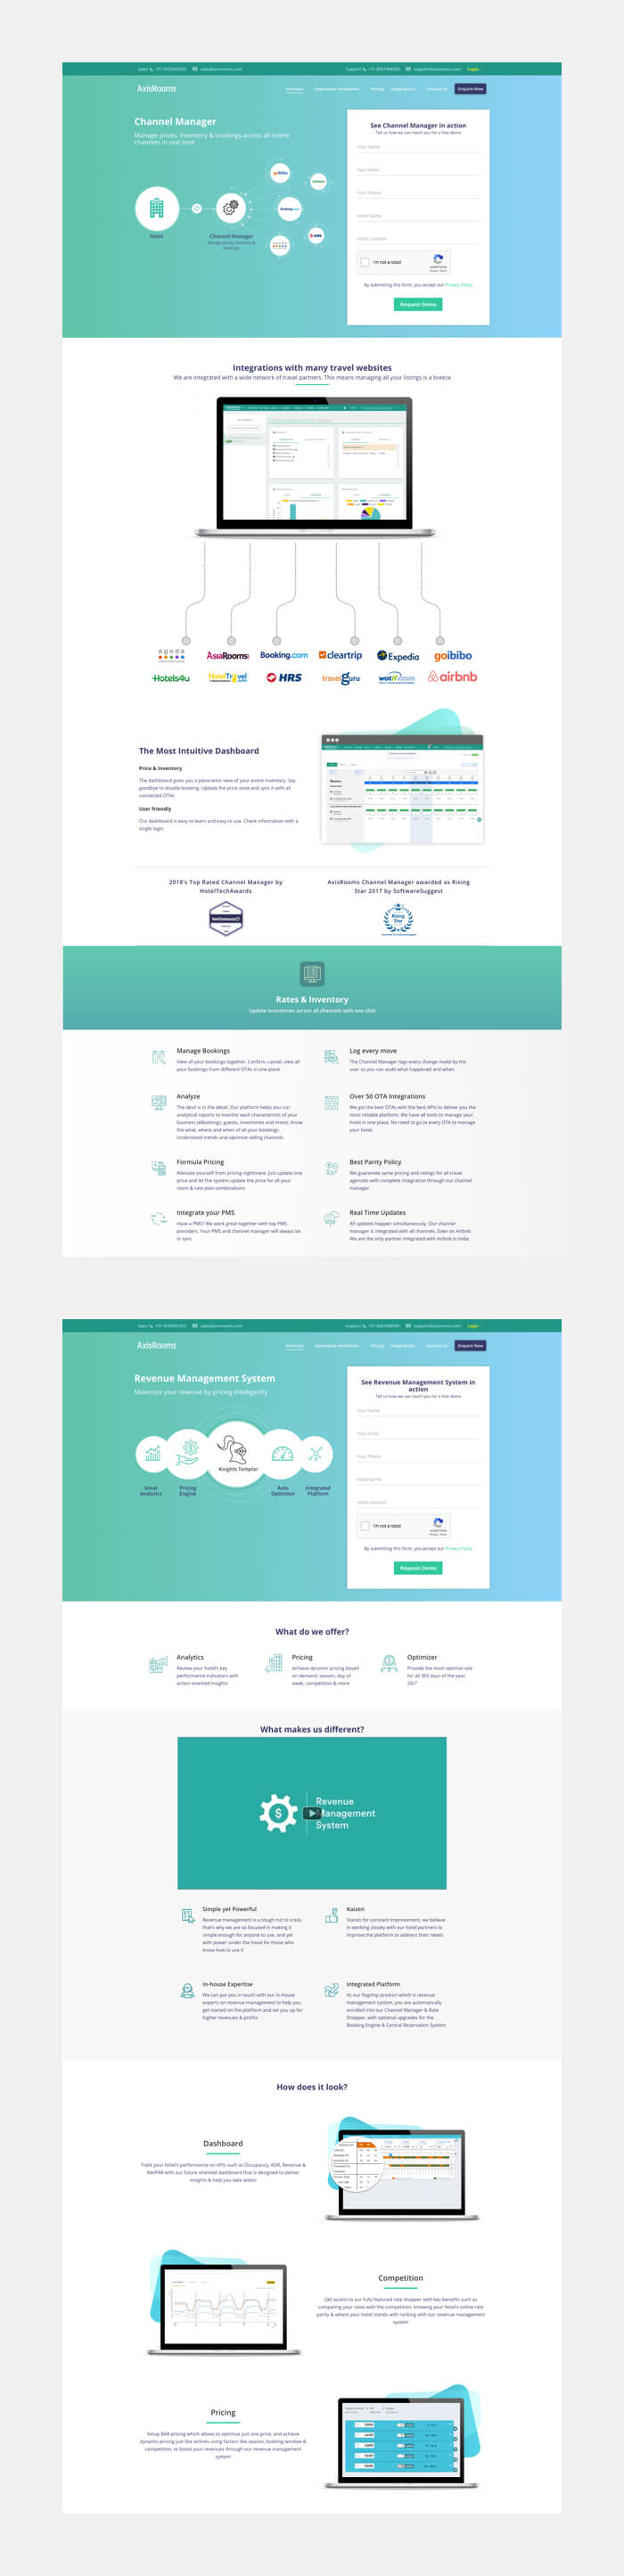 Login
AxisRooms
Products
Pricing
Integrations
Contact Us
Enquire Now
Channel Manager
Manage prices, inventory & bookings across all online
channels in real time
goibibo
Booking.com
HRS
Hotel
Channel Manager
Manage prices, inventory &
bookings
See Channel Manager in action
Tell us how we can reach you for a free demo
Your Name
Your Email
Your Phone
Hotel Name
Hotel Location
I'm not a robot
By submitting this form, you accept our Privacy Policy
Request Demo
Integrations with many travel websites
We are integrated with a wide network of travel partners. This means managing all your listings is a breeze
agoda AsiaRooms Booking.com cleartrip Expedia goibibo
Hotels4u HotelTravel HRS travelguru wotif.com airbnb
The Most Intuitive Dashboard
Price & Inventory
The dashboard gives you a panoramic view of your entire inventory. Say
goodbye to double booking. Update the price once and sync it with all
connected OTAs
User friendly
Our dashboard is easy to learn and easy to use. Check information with a
single login
2018's Top Rated Channel Manager by
HotelTechAwards
AxisRooms Channel Manager awarded as Rising
Star 2017 by SoftwareSuggest
Rising
Star
Rates & Inventory
Update inventories across all channels with one click
Manage Bookings
View all your bookings together. Confirm, cancel, view all
your bookings from different OTAs in one place
Log every move
The Channel Manager logs every change made by the
user so you can audit what happened and when
Analyze
The devil is in the detail. Our platform helps you run
analytical reports to monitor each characteristic of your
business (eBookings, guests, inventories and more). Know
the what, where and when of all your bookings.
Understand trends and optimize selling channels
Over 50 OTA Integrations
We got the best OTAs with the best APIs to deliver you the
most reliable platform. We have all tools to manage your
hotel in one place. No need to go to every OTA to manage
your hotel.
Formula Pricing
Alleviate yourself from pricing nightmare. Just update one
price and let the system update the price for all your
room & rate plan combinations
Best Parity Policy
We guarantee same pricing and ratings for all travel
agencies with complete integration through our channel
manager
Integrate your PMS
Have a PMS? We work great together with top PMS
providers. Your PMS and channel manager will always be
in sync
Real Time Updates
All updates happen simultaneously. Our channel
manager is integrated with all channels. Even on Airbnb
We are the only partner integrated with Airbnb in India
Login
AxisRooms
Products
Pricing
Integrations
Contact Us
Enquire Now
Revenue Management System
Maximize your revenue by pricing intelligently
Knights Templar
Great
Analytics
Pricing
Engine
Auto
Optimizer
Integrated
Platform
See Revenue Management System in
action
Tell us how we can reach you for a free demo
Your Name
Your Email
Your Phone
Hotel Name
Hotel Location
I'm not a robot
By submitting this form, you accept our Privacy Policy
Request Demo
What do we offer?
Analytics
Review your hotel's key
performance indicators with
action oriented insights
Pricing
Achieve dynamic pricing based
on demand, season, day of
week, competition & more
Optimizer
Provide the most optimal rate
for all 365 days of the year,
24/7
What makes us different?
Revenue
Management
System
Simple yet Powerful
Revenue management is a tough nut to crack,
that's why we are so focused in making it
simple enough for anyone to use, and yet
with power under the hood for those who
know how to use it
Kaizen
Stands for constant improvement, we believe
in working closely with our hotel partners to
improve the platform to address their needs
In-house Expertise
We can put you in touch with our in-house
experts on revenue management to help you
get started on the platform and set you up for
higher revenues & profits
Integrated Platform
As our flagship product which is revenue
management system, you are automatically
enrolled into our Channel Manager & Rate
Shopper, with optional upgrades for the
Booking Engine & Central Reservation System
How does it look?
Dashboard
Track your hotel's performance on KPIs such as Occupancy, ADR, Revenue &
RevPAR with our future oriented dashboard that is designed to deliver
insights & help you take action
Competition
Get access to our fully featured rate shopper with key benefits such as
comparing your rates with the competition, knowing your hotel's online rate
parity & where your hotel stands with ranking with our revenue management
system
Pricing
Setup BAR pricing which allows to optimize just one price, and achieve
dynamic pricing just like airlines using factors like season, booking window &
competition, to boost your revenues through our revenue management
system